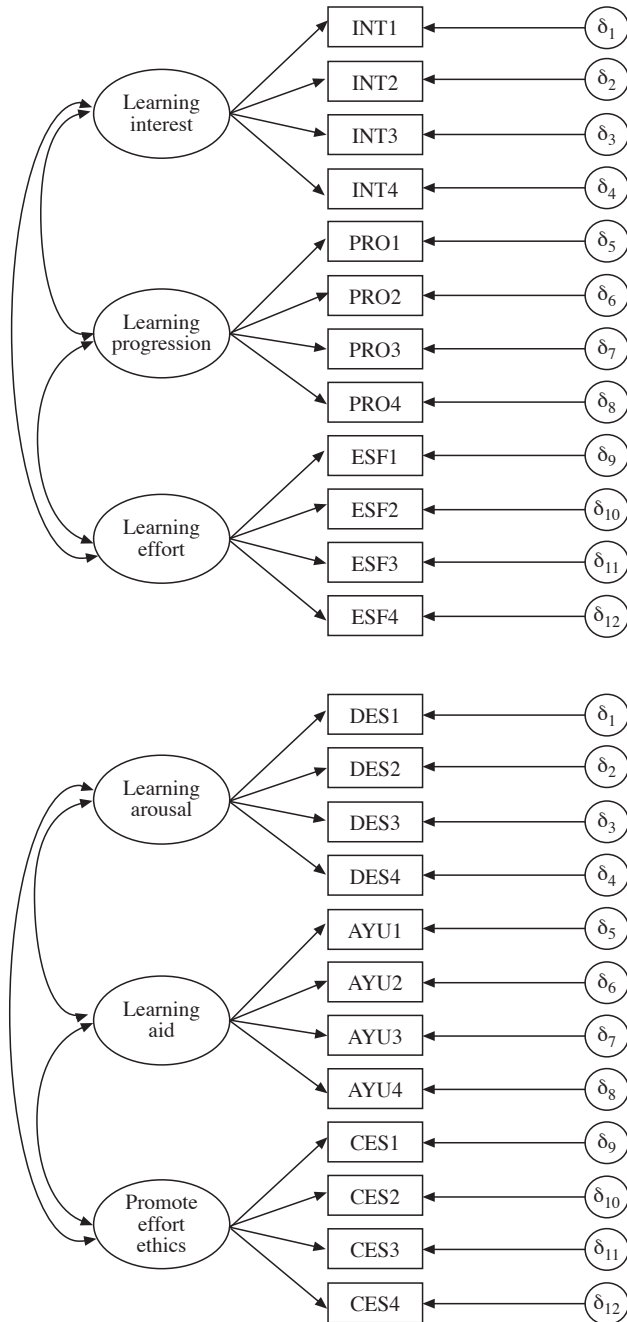 INT1 δ1
Learning
interest
INT2 δ2
INT3 δ3
INT4 δ4
PRO1 δ5
Learning
progression
PRO2 δ6
PRO3 δ7
PRO4 δ8
ESF1 δ9
Learning
effort
ESF2 δ10
ESF3 δ11
ESF4 δ12
DES1 δ1
Learning
arousal
DES2 δ2
DES3 δ3
DES4 δ4
AYU1 δ5
Learning
aid
AYU2 δ6
AYU3 δ7
AYU4 δ8
CES1 δ9
Promote
effort
ethics
CES2 δ10
CES3 δ11
CES4 δ12